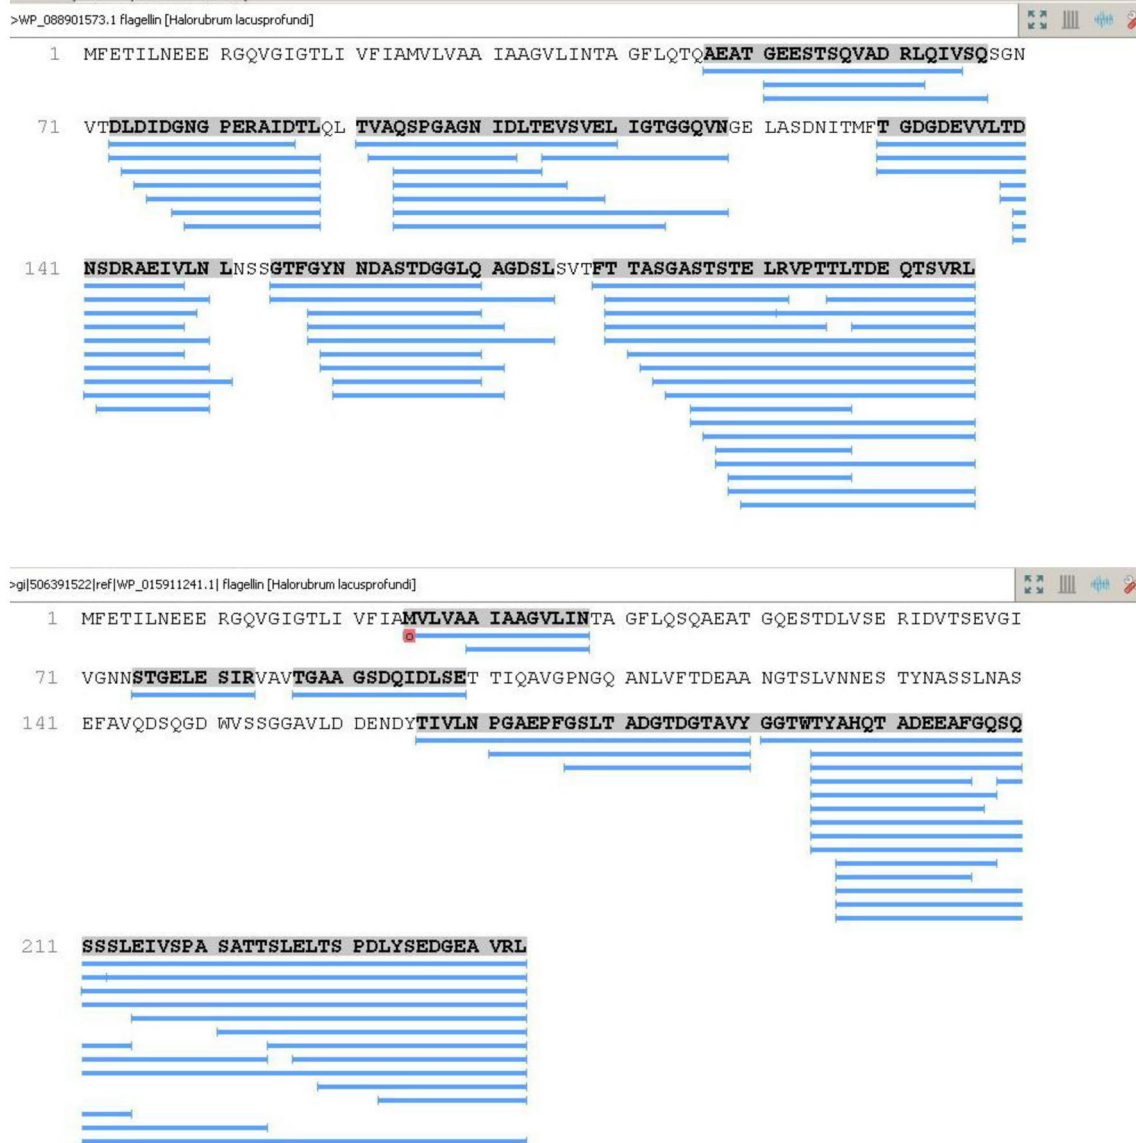 >WP_088901573.1 flagellin [Halorubrum lacusprofundi]
1 MFETILNEEE RGQVGIGTLI VFIAMVLVAA IAAGVLINTA GFLQTQAEAT GEESTSQVAD RLQIVSQSGN
71 VTDLDIDGNG PERAIDTLQL TVAQSPGAGN IDLTEVSVEL IGTGGQVNGE LASDNITMFT GDGDEVVLTD
141 NSDRAEIVLN LNSSGTFGYN NDASTDGGLQ AGDSLSVTFT TASGASTSTE LRVPTTLTDE QTSVRL
>gi|506391522|ref|WP_015911241.1| flagellin [Halorubrum lacusprofundi]
1 MFETILNEEE RGQVGIGTLI VFIAMVLVAA IAAGVLINTA GFLQSQAEAT GQESTDLVSE RIDVTSEVGI
o
71 VGNNSTGELE SIRVAVTGAA GSDQIDLSET TIQAVGPNGQ ANLVFTDEAA NGTSLVNNES TYNASSLNAS
141 EFAVQDSQGD WVSSGGAVLD DENDYTIVLN PGAEPFGSLT ADGTDGTAVY GGTWTYAHQT ADEEAFGQSQ
211 SSSLEIVSPA SATTSLELTS PDLYSEDGEA VRL